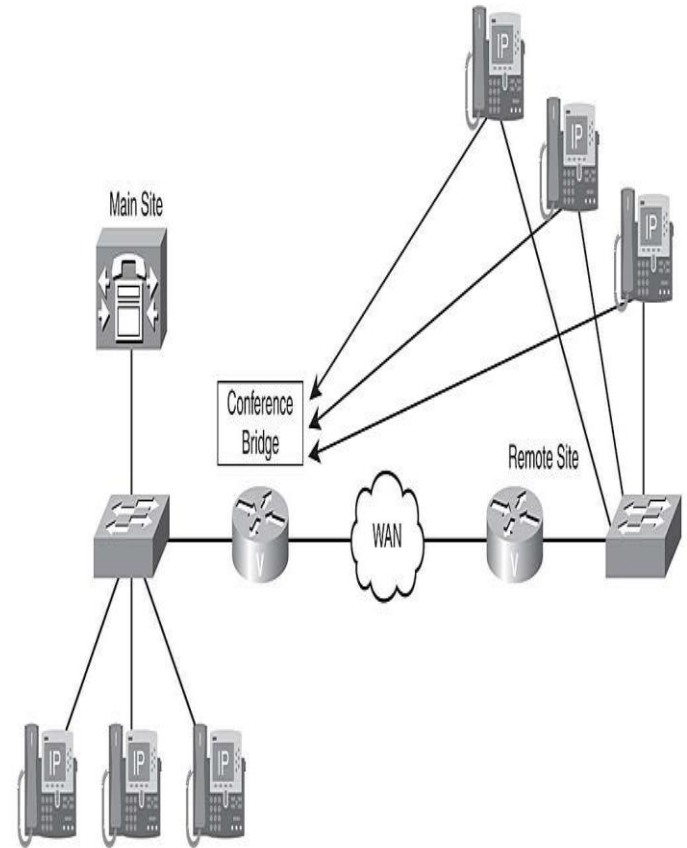 IP
IP
IP
Main Site
Conference
Bridge
Remote Site
WAN
V
V
IP
IP
IP